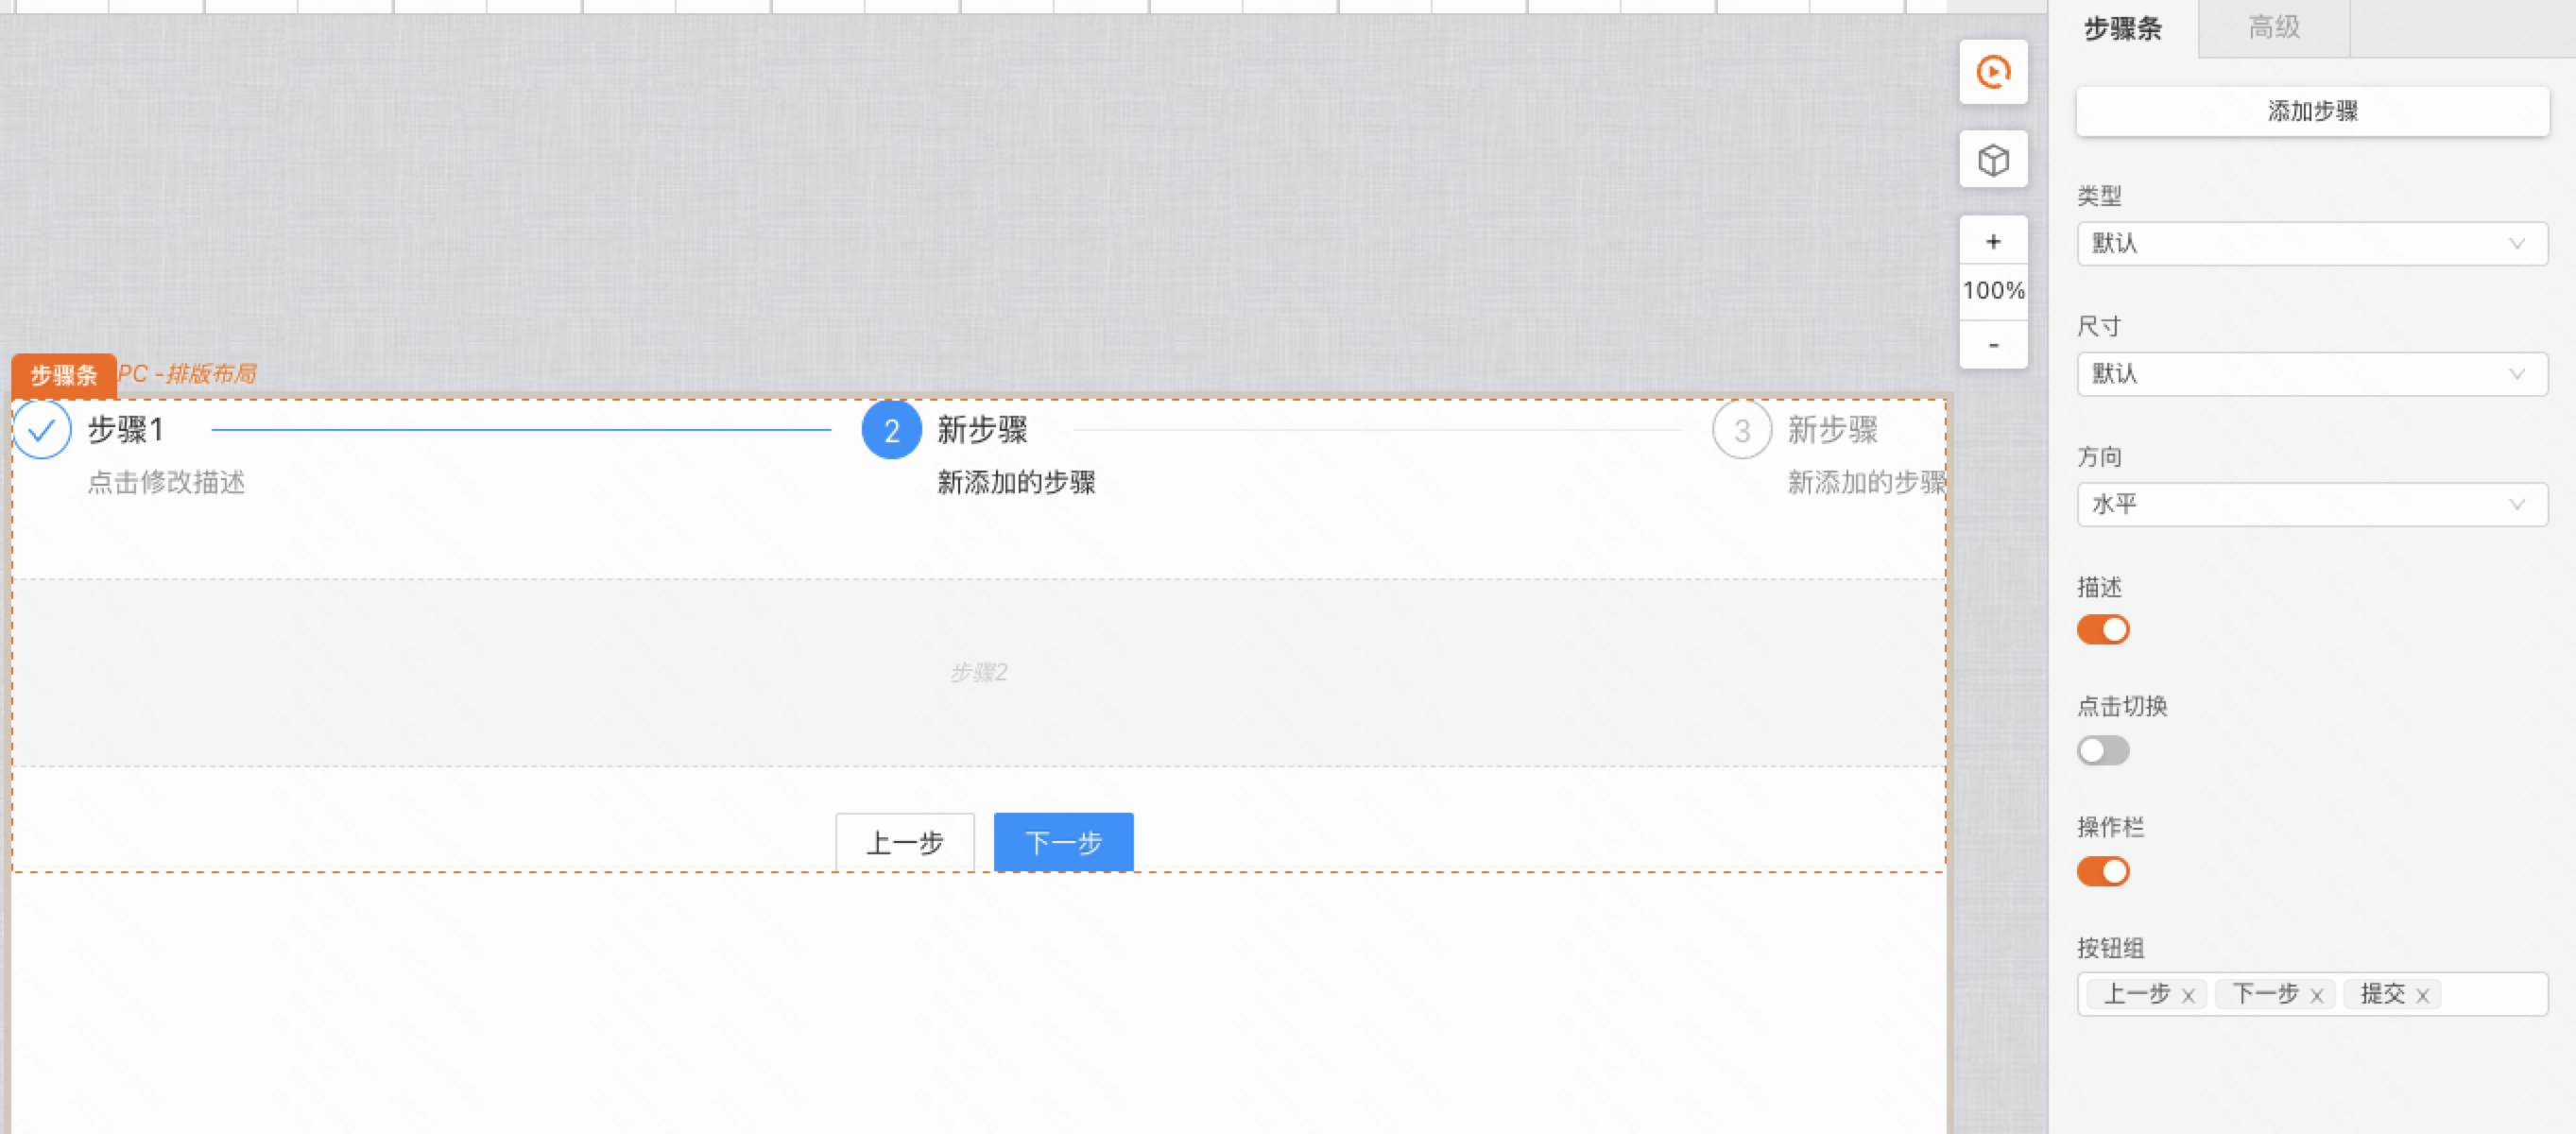 步骤条 PC -排版布局
步骤1
点击修改描述
2
新步骤
新添加的步骤
3
新步骤
新添加的步骤
步骤2
上一步
下一步
+
100%
-
步骤条
高级
添加步骤
类型
默认
尺寸
默认
方向
水平
描述
点击切换
操作栏
按钮组
上一步 × 下一步 × 提交 ×